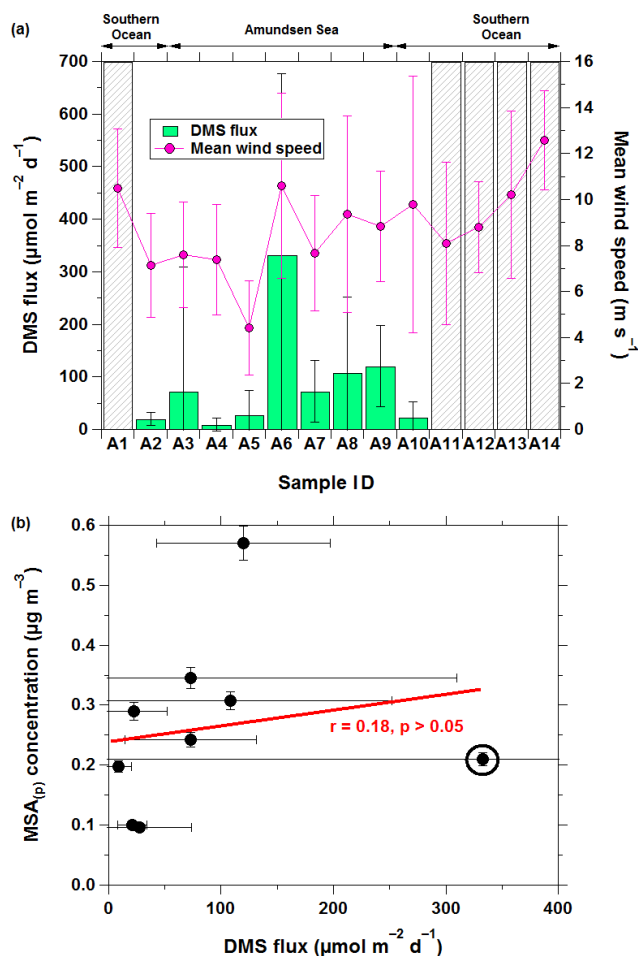 (a)
Southern Ocean
Amundsen Sea
Southern Ocean
DMS flux (µmol m⁻² d⁻¹)
700
600
500
400
300
200
100
0
DMS flux
Mean wind speed
16
14
12
10
8
6
4
2
0
Mean wind speed (m s⁻¹)
A1 A2 A3 A4 A5 A6 A7 A8 A9 A10 A11 A12 A13 A14
Sample ID
(b)
MSA(p) concentration (µg m⁻³)
0.6
0.5
0.4
0.3
0.2
0.1
0.0
r = 0.18, p > 0.05
0 100 200 300 400
DMS flux (µmol m⁻² d⁻¹)